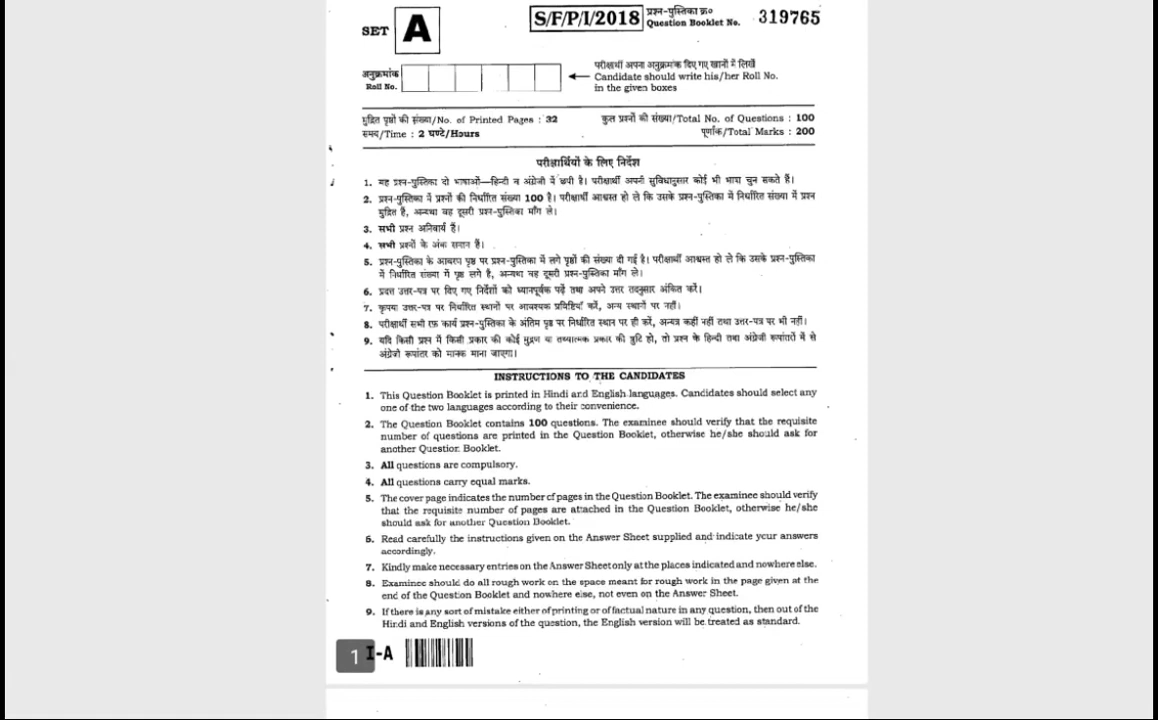 SET A
S/F/P/I/2018
प्रश्न-पुस्तिका क्र०
Question Booklet No. 319765
अनुक्रमांक
Roll No.
परीक्षार्थी अपना अनुक्रमांक दिए गए खानों में लिखें
Candidate should write his/her Roll No.
in the given boxes
मुद्रित पृष्ठों की संख्या/No. of Printed Pages : 32
कुल प्रश्नों की संख्या/Total No. of Questions : 100
समय/Time : 2 घण्टे/Hours
पूर्णांक/Total Marks : 200
परीक्षार्थियों के लिए निर्देश
1. यह प्रश्न-पुस्तिका दो भाषाओं—हिन्दी व अंग्रेजी में छपी है। परीक्षार्थी अपनी सुविधानुसार कोई भी भाषा चुन सकते हैं।
2. प्रश्न-पुस्तिका में प्रश्नों की निर्धारित संख्या 100 है। परीक्षार्थी आश्वस्त हो ले कि उसके प्रश्न-पुस्तिका में निर्धारित संख्या में प्रश्न
मुद्रित है, अन्यथा वह दूसरी प्रश्न-पुस्तिका माँग ले।
3. सभी प्रश्न अनिवार्य हैं।
4. सभी प्रश्नों के अंक समान हैं।
5. प्रश्न-पुस्तिका के आवरण पृष्ठ पर प्रश्न-पुस्तिका में लगे पृष्ठों की संख्या दी गई है। परीक्षार्थी आश्वस्त हो ले कि उसके प्रश्न-पुस्तिका
में निर्धारित संख्या में पृष्ठ लगे है, अन्यथा वह दूसरी प्रश्न-पुस्तिका माँग ले।
6. प्रदत्त उत्तर-पत्र पर दिए गए निर्देशों को ध्यानपूर्वक पढ़ें तथा अपने उत्तर तदनुसार अंकित करें।
7. कृपया उत्तर-पत्र पर निर्धारित स्थानों पर आवश्यक प्रविष्टियाँ करें, अन्य स्थानों पर नहीं।
8. परीक्षार्थी सभी रफ़ कार्य प्रश्न-पुस्तिका के अंतिम पृष्ठ पर निर्धारित स्थान पर ही करें, अन्यत्र कहीं नहीं तथा उत्तर-पत्र पर भी नहीं।
9. यदि किसी प्रश्न में किसी प्रकार की कोई मुद्रण या तथ्यात्मक प्रकार की त्रुटि हो, तो प्रश्न के हिन्दी तथा अंग्रेजी रूपांतरों में से
अंग्रेजी रूपांतर को मानक माना जाएगा।
INSTRUCTIONS TO THE CANDIDATES
1. This Question Booklet is printed in Hindi and English languages. Candidates should select any
one of the two languages according to their convenience.
2. The Question Booklet contains 100 questions. The examinee should verify that the requisite
number of questions are printed in the Question Booklet, otherwise he/she should ask for
another Question Booklet.
3. All questions are compulsory.
4. All questions carry equal marks.
5. The cover page indicates the number of pages in the Question Booklet. The examinee should verify
that the requisite number of pages are attached in the Question Booklet, otherwise he/she
should ask for another Question Booklet.
6. Read carefully the instructions given on the Answer Sheet supplied and indicate your answers
accordingly.
7. Kindly make necessary entries on the Answer Sheet only at the places indicated and nowhere else.
8. Examinee should do all rough work on the space meant for rough work in the page given at the
end of the Question Booklet and nowhere else, not even on the Answer Sheet.
9. If there is any sort of mistake either of printing or of factual nature in any question, then out of the
Hindi and English versions of the question, the English version will be treated as standard.
1 I-A